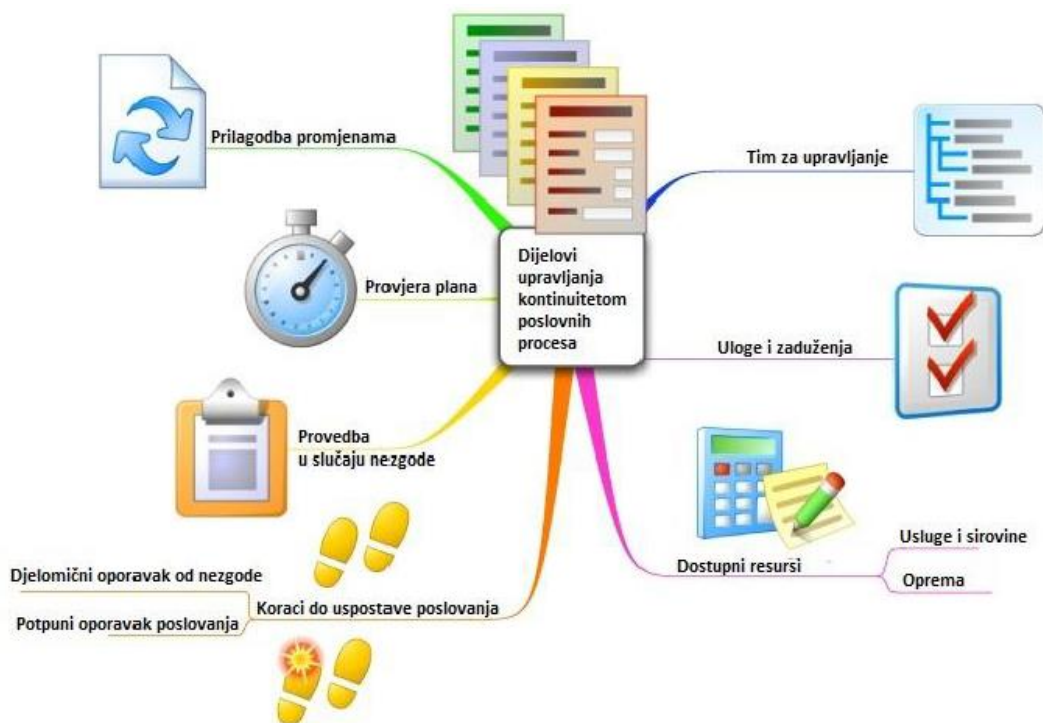 Prilagodba promjenama
Tim za upravljanje
Dijelovi
upravljanja
kontinuitetom
poslovnih
procesa
Provjera plana
Uloge i zaduženja
Provedba
u slučaju nezgode
Usluge i sirovine
Dostupni resursi
Oprema
Djelomični oporavak od nezgode
Koraci do uspostave poslovanja
Potpuni oporavak poslovanja